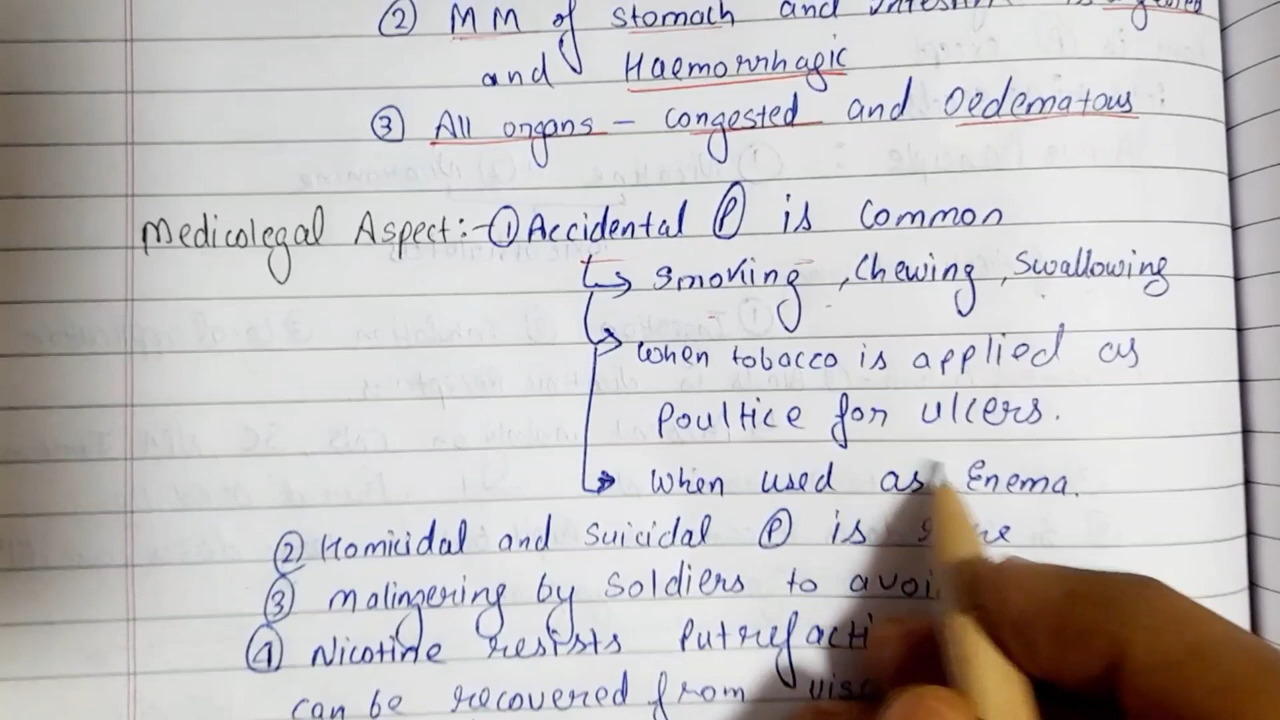 ② MM of stomach and
and Haemorrhagic
③ All organs - congested and Oedematous
Medicolegal Aspect:- ① Accidental Ⓟ is common
↳ Smoking, Chewing, Swallowing
→ When tobacco is applied as
Poultice for ulcers.
→ When used as Enema.
② Homicidal and suicidal Ⓟ is
③ malingering by Soldiers to
④ Nicotine resists
can be recovered from